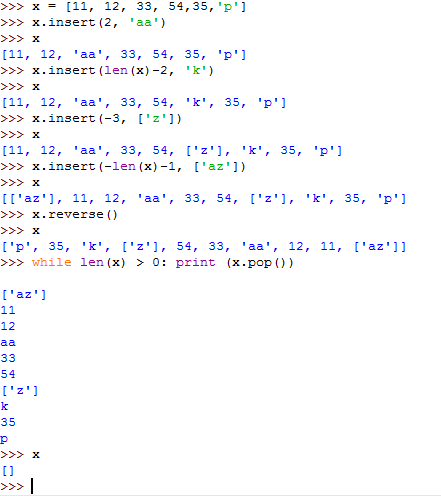 >>> x = [11, 12, 33, 54,35,'p']
>>> x.insert(2, 'aa')
>>> x
[11, 12, 'aa', 33, 54, 35, 'p']
>>> x.insert(len(x)-2, 'k')
>>> x
[11, 12, 'aa', 33, 54, 'k', 35, 'p']
>>> x.insert(-3, ['z'])
>>> x
[11, 12, 'aa', 33, 54, ['z'], 'k', 35, 'p']
>>> x.insert(-len(x)-1, ['az'])
>>> x
[['az'], 11, 12, 'aa', 33, 54, ['z'], 'k', 35, 'p']
>>> x.reverse()
>>> x
['p', 35, 'k', ['z'], 54, 33, 'aa', 12, 11, ['az']]
>>> while len(x) > 0: print (x.pop())
['az']
11
12
aa
33
54
['z']
k
35
p
>>> x
[]
>>>